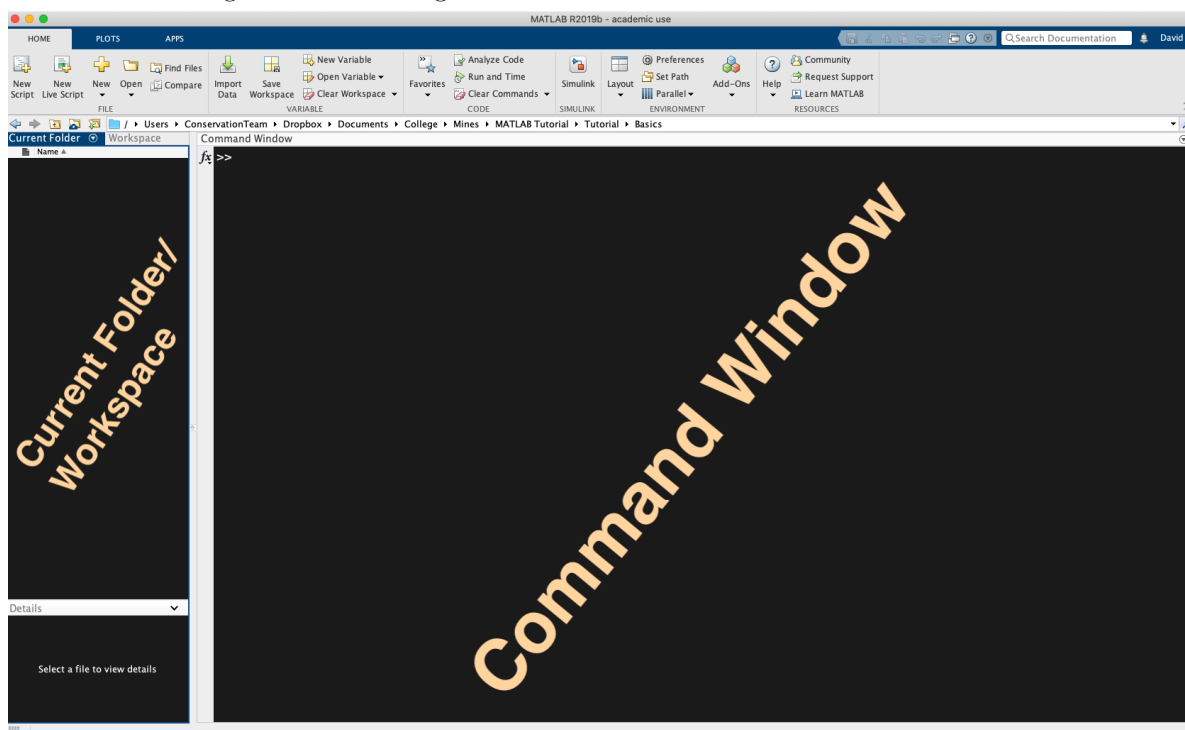 MATLAB R2019b - academic use
HOME PLOTS APPS Search Documentation David
New Script New Live Script New Open Find Files Compare Import Data Save Workspace New Variable Open Variable Clear Workspace Favorites Analyze Code Run and Time Clear Commands Simulink Layout Preferences Set Path Parallel Add-Ons Help Community Request Support Learn MATLAB
FILE VARIABLE CODE SIMULINK ENVIRONMENT RESOURCES
/ Users ConservationTeam Dropbox Documents College Mines MATLAB Tutorial Tutorial Basics
Current Folder Workspace Command Window
Name
fx >>
Current Folder/
Workspace
Command Window
Details
Select a file to view details